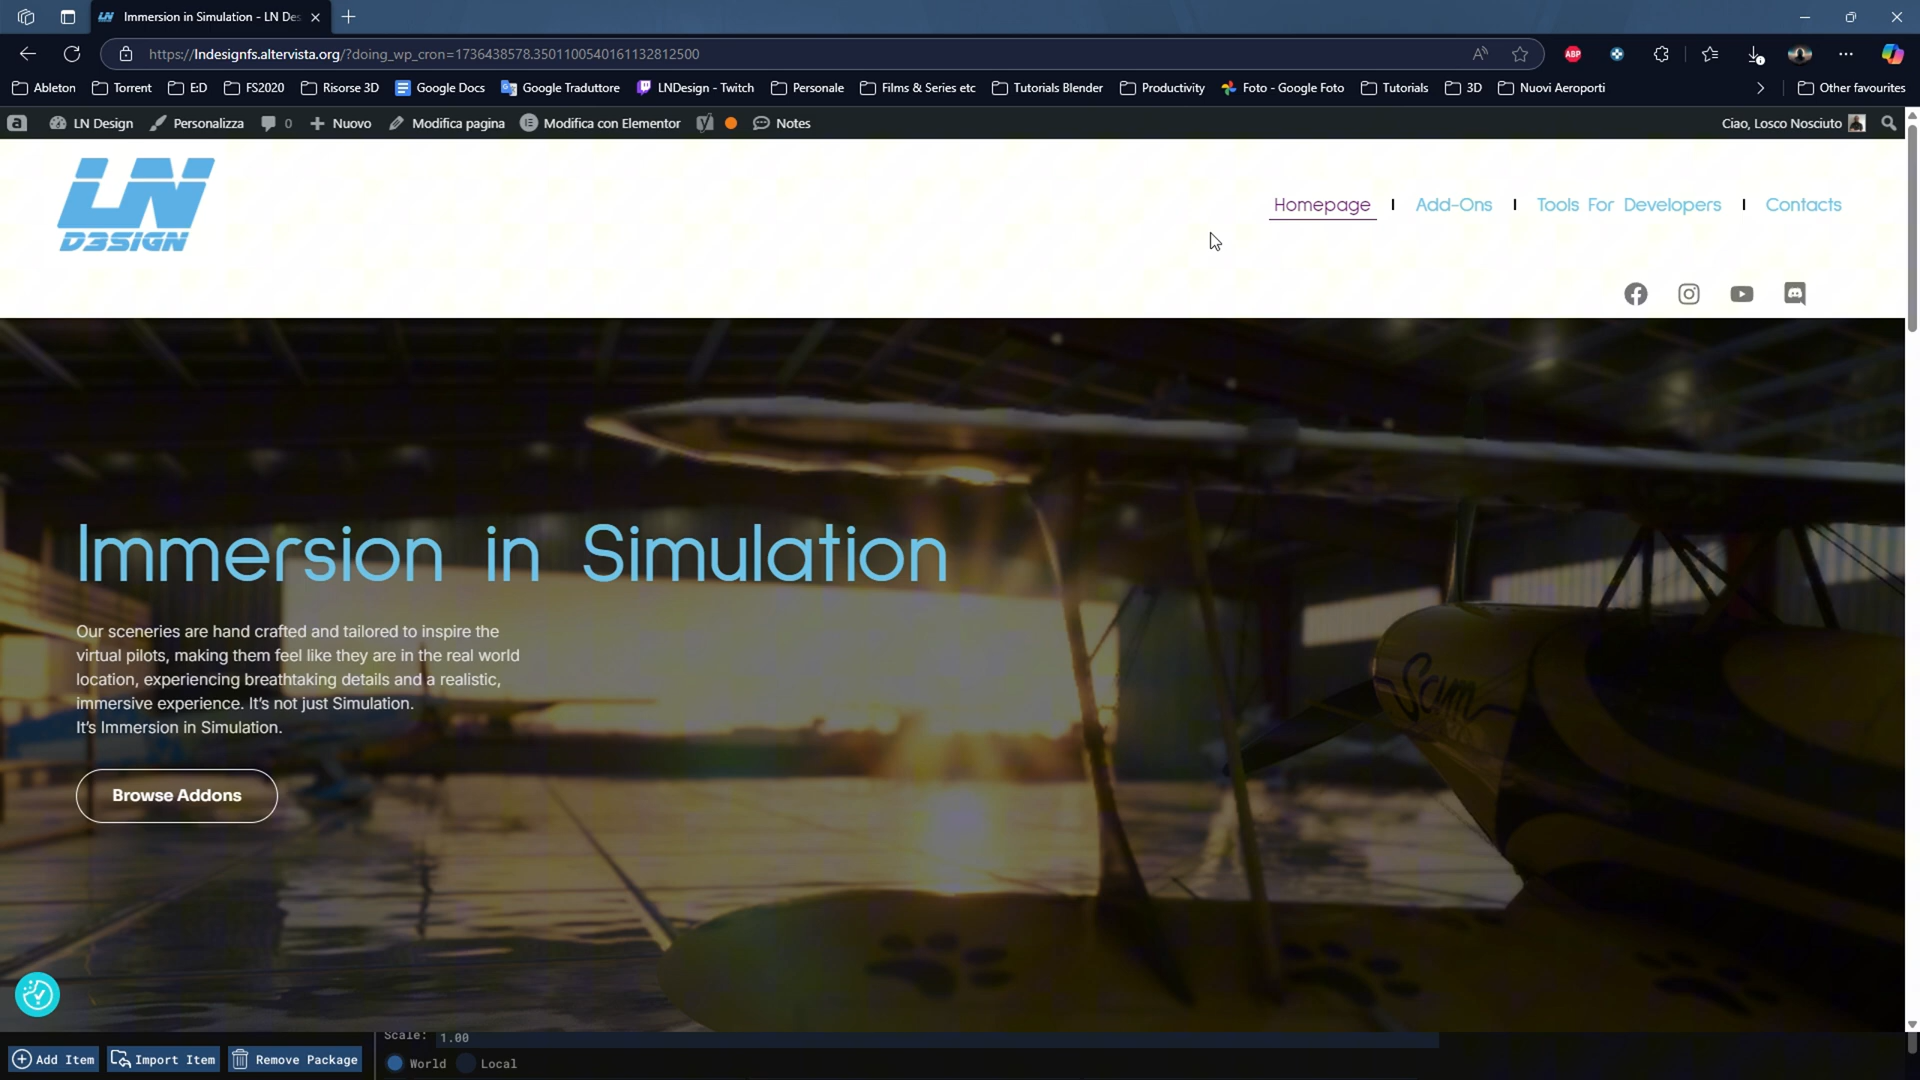 Immersion in Simulation - LN Des
https://lndesignfs.altervista.org/?doing_wp_cron=1736438578.3501100540161132812500
ABP
Ableton
Torrent
E:D
FS2020
Risorse 3D
Google Docs
Google Traduttore
LNDesign - Twitch
Personale
Films & Series etc
Tutorials Blender
Productivity
Foto - Google Foto
Tutorials
3D
Nuovi Aeroporti
Other favourites
LN Design
Personalizza
0
Nuovo
Modifica pagina
Modifica con Elementor
Notes
Ciao, Losco Nosciuto
LN
D3SIGN
Homepage
Add-Ons
Tools For Developers
Contacts
Immersion in Simulation
Our sceneries are hand crafted and tailored to inspire the
virtual pilots, making them feel like they are in the real world
location, experiencing breathtaking details and a realistic,
immersive experience. It's not just Simulation.
It's Immersion in Simulation.
Browse Addons
Scum
Scale: 1.00
Add Item
Import Item
Remove Package
World
Local